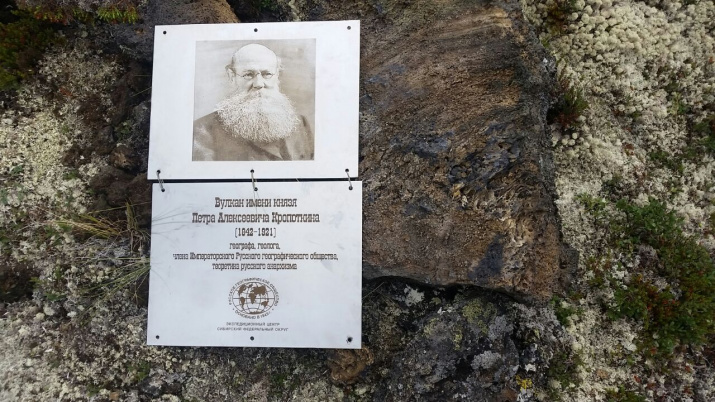 Вулкан имени князя
Петра Алексеевича Кропоткина
(1842-1921)
географа, геолога,
члена Императорского Русского географического общества,
теоретика русского анархизма
ЭКСПЕДИЦИОННЫЙ ЦЕНТР
СИБИРСКИЙ ФЕДЕРАЛЬНЫЙ ОКРУГ